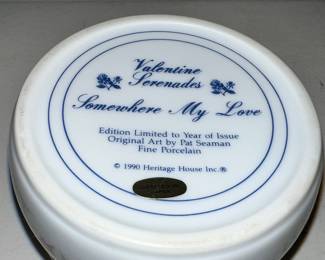 Valentine
Serenades
Somewhere My Love
Edition Limited to Year of Issue
Original Art by Pat Seaman
Fine Porcelain
© 1990 Heritage House Inc.®